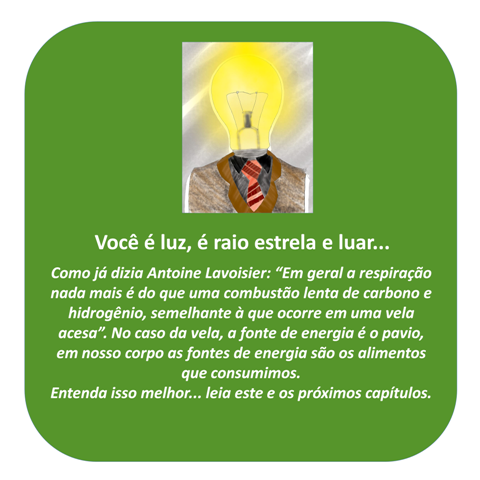 Você é luz, é raio estrela e luar...
Como já dizia Antoine Lavoisier: “Em geral a respiração
nada mais é do que uma combustão lenta de carbono e
hidrogênio, semelhante à que ocorre em uma vela
acesa”. No caso da vela, a fonte de energia é o pavio,
em nosso corpo as fontes de energia são os alimentos
que consumimos.
Entenda isso melhor... leia este e os próximos capítulos.